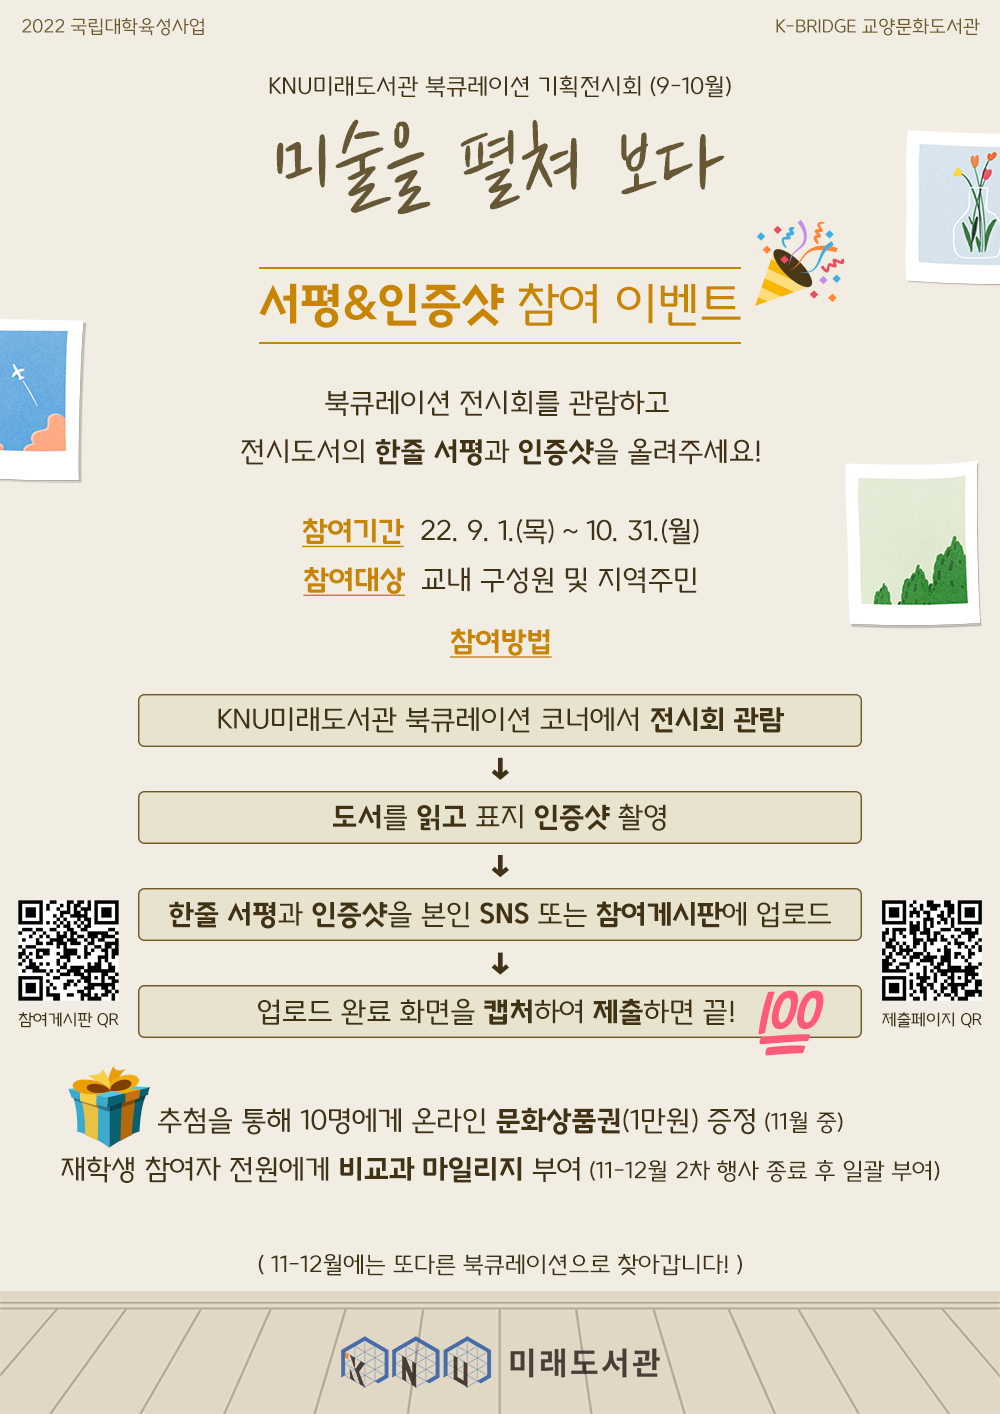 2022 국립대학육성사업
K-BRIDGE 교양문화도서관
KNU미래도서관 북큐레이션 기획전시회 (9-10월)
미술을 펼쳐 보다
서평&인증샷 참여 이벤트
북큐레이션 전시회를 관람하고
전시도서의 한줄 서평과 인증샷을 올려주세요!
참여기간 22. 9. 1.(목) ~ 10. 31.(월)
참여대상 교내 구성원 및 지역주민
참여방법
KNU미래도서관 북큐레이션 코너에서 전시회 관람
↓
도서를 읽고 표지 인증샷 촬영
↓
한줄 서평과 인증샷을 본인 SNS 또는 참여게시판에 업로드
↓
업로드 완료 화면을 캡처하여 제출하면 끝! 100
참여게시판 QR
제출페이지 QR
추첨을 통해 10명에게 온라인 문화상품권(1만원) 증정 (11월 중)
재학생 참여자 전원에게 비교과 마일리지 부여 (11-12월 2차 행사 종료 후 일괄 부여)
( 11-12월에는 또다른 북큐레이션으로 찾아갑니다! )
KNU 미래도서관